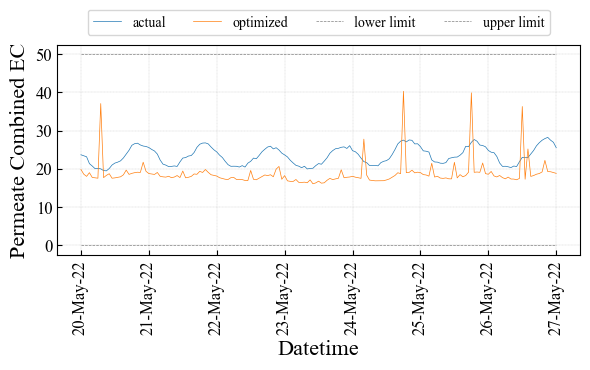 actual optimized lower limit upper limit
Permeate Combined EC
50
40
30
20
10
0
20-May-22
21-May-22
22-May-22
23-May-22
24-May-22
25-May-22
26-May-22
27-May-22
Datetime